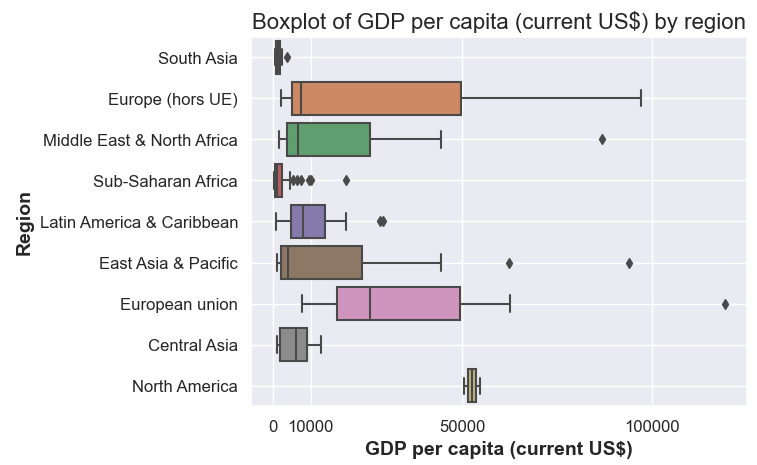 Boxplot of GDP per capita (current US$) by region
South Asia
Europe (hors UE)
Middle East & North Africa
Sub-Saharan Africa
Latin America & Caribbean
East Asia & Pacific
European union
Central Asia
North America
Region
0 10000 50000 100000
GDP per capita (current US$)